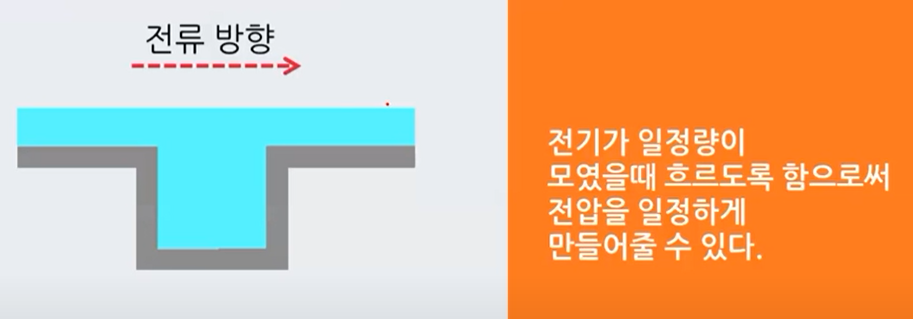 전류 방향
전기가 일정량이
모였을때 흐르도록 함으로써
전압을 일정하게
만들어줄 수 있다.